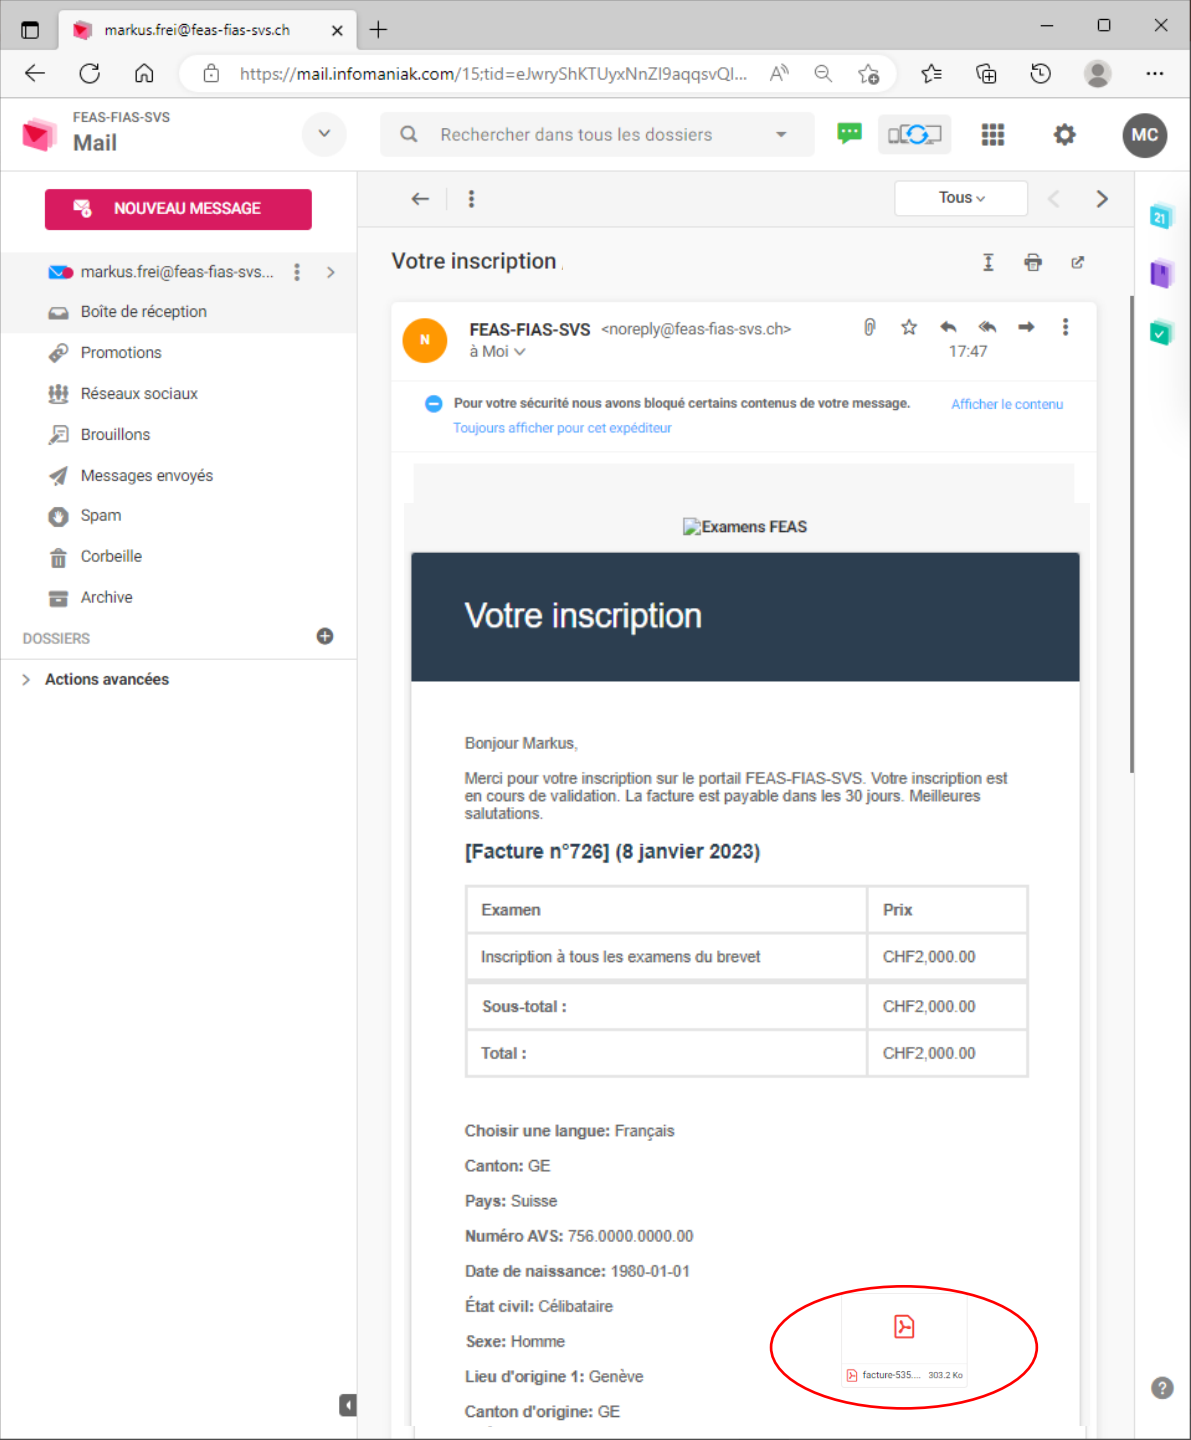 markus.frei@feas-fias-svs.ch
https://mail.infomaniak.com/15;tid=eJwryShKTUyxNnZI9aqqsvQI...
FEAS-FIAS-SVS
Mail
Rechercher dans tous les dossiers
MC
NOUVEAU MESSAGE
markus.frei@feas-fias-svs...
Boîte de réception
Promotions
Réseaux sociaux
Brouillons
Messages envoyés
Spam
Corbeille
Archive
DOSSIERS
Actions avancées
Tous
21
Votre inscription
N
FEAS-FIAS-SVS <noreply@feas-fias-svs.ch>
à Moi
17:47
Pour votre sécurité nous avons bloqué certains contenus de votre message.
Afficher le contenu
Toujours afficher pour cet expéditeur
Examens FEAS
Votre inscription
Bonjour Markus,
Merci pour votre inscription sur le portail FEAS-FIAS-SVS. Votre inscription est
en cours de validation. La facture est payable dans les 30 jours. Meilleures
salutations.
[Facture n°726] (8 janvier 2023)
Examen Prix
Inscription à tous les examens du brevet CHF2,000.00
Sous-total : CHF2,000.00
Total : CHF2,000.00
Choisir une langue: Français
Canton: GE
Pays: Suisse
Numéro AVS: 756.0000.0000.00
Date de naissance: 1980-01-01
État civil: Célibataire
Sexe: Homme
Lieu d'origine 1: Genève
Canton d'origine: GE
facture-535.... 303.2 Ko